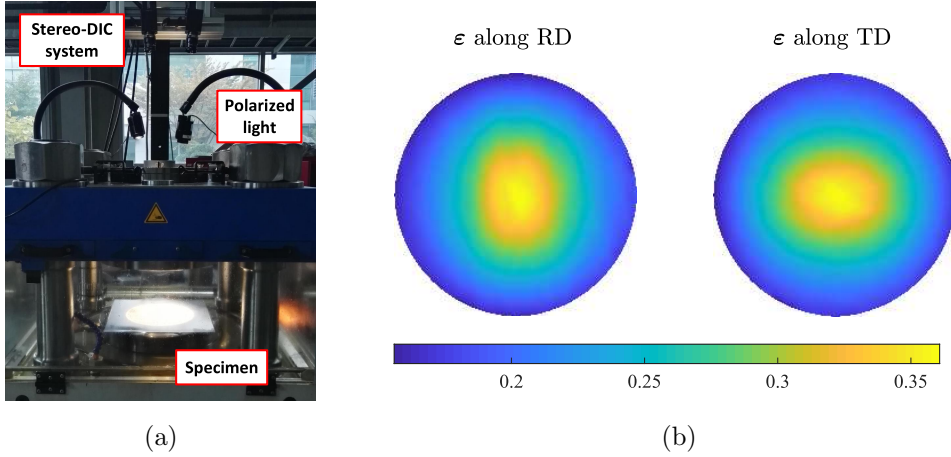 Stereo-DIC
system
Polarized
light
Specimen
(a)
ε along RD
ε along TD
0.2 0.25 0.3 0.35
(b)